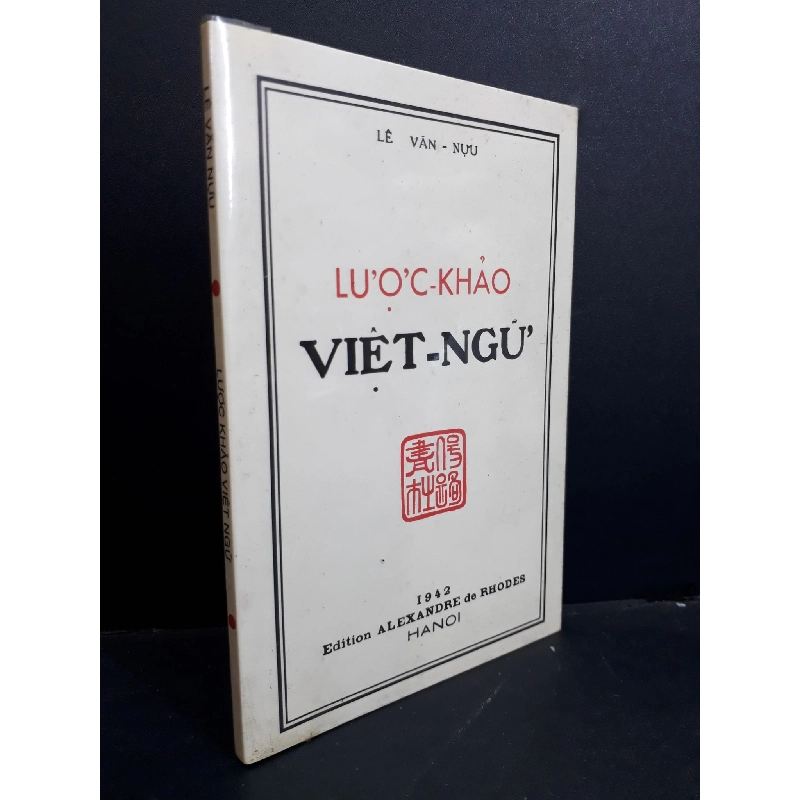 LÊ VĂN - NỰU
LƯỢC-KHẢO
VIỆT-NGỮ
1942
Edition ALEXANDRE de RHODES
HANOI
LÊ VĂN NỰU
LƯỢC KHẢO VIỆT NGỮ